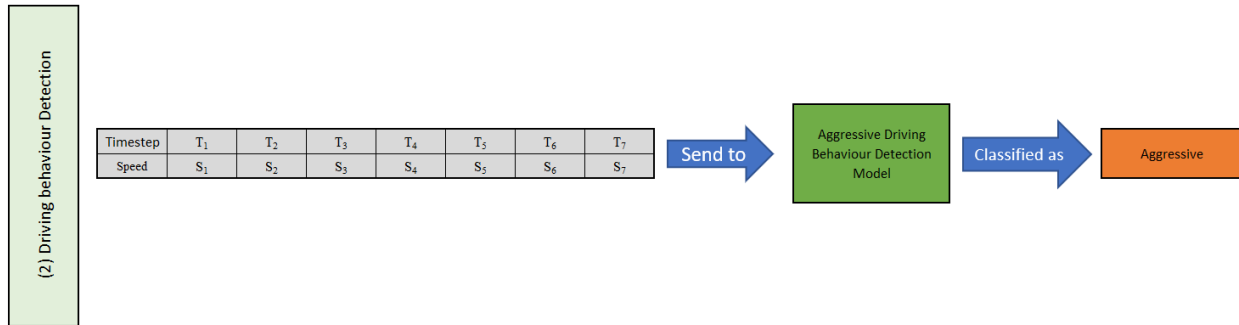 (2) Driving behaviour Detection
Timestep T₁ T₂ T₃ T₄ T₅ T₆ T₇
Speed S₁ S₂ S₃ S₄ S₅ S₆ S₇
Send to
Aggressive Driving
Behaviour Detection
Model
Classified as
Aggressive